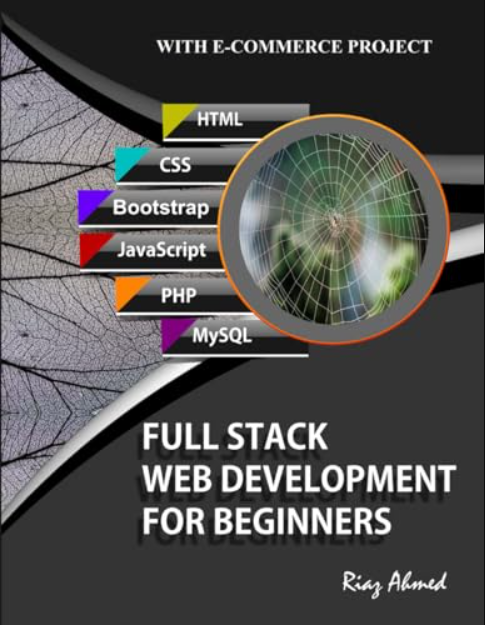 WITH E-COMMERCE PROJECT
HTML
CSS
Bootstrap
JavaScript
PHP
MySQL
FULL STACK
WEB DEVELOPMENT
FOR BEGINNERS
Riaz Ahmed